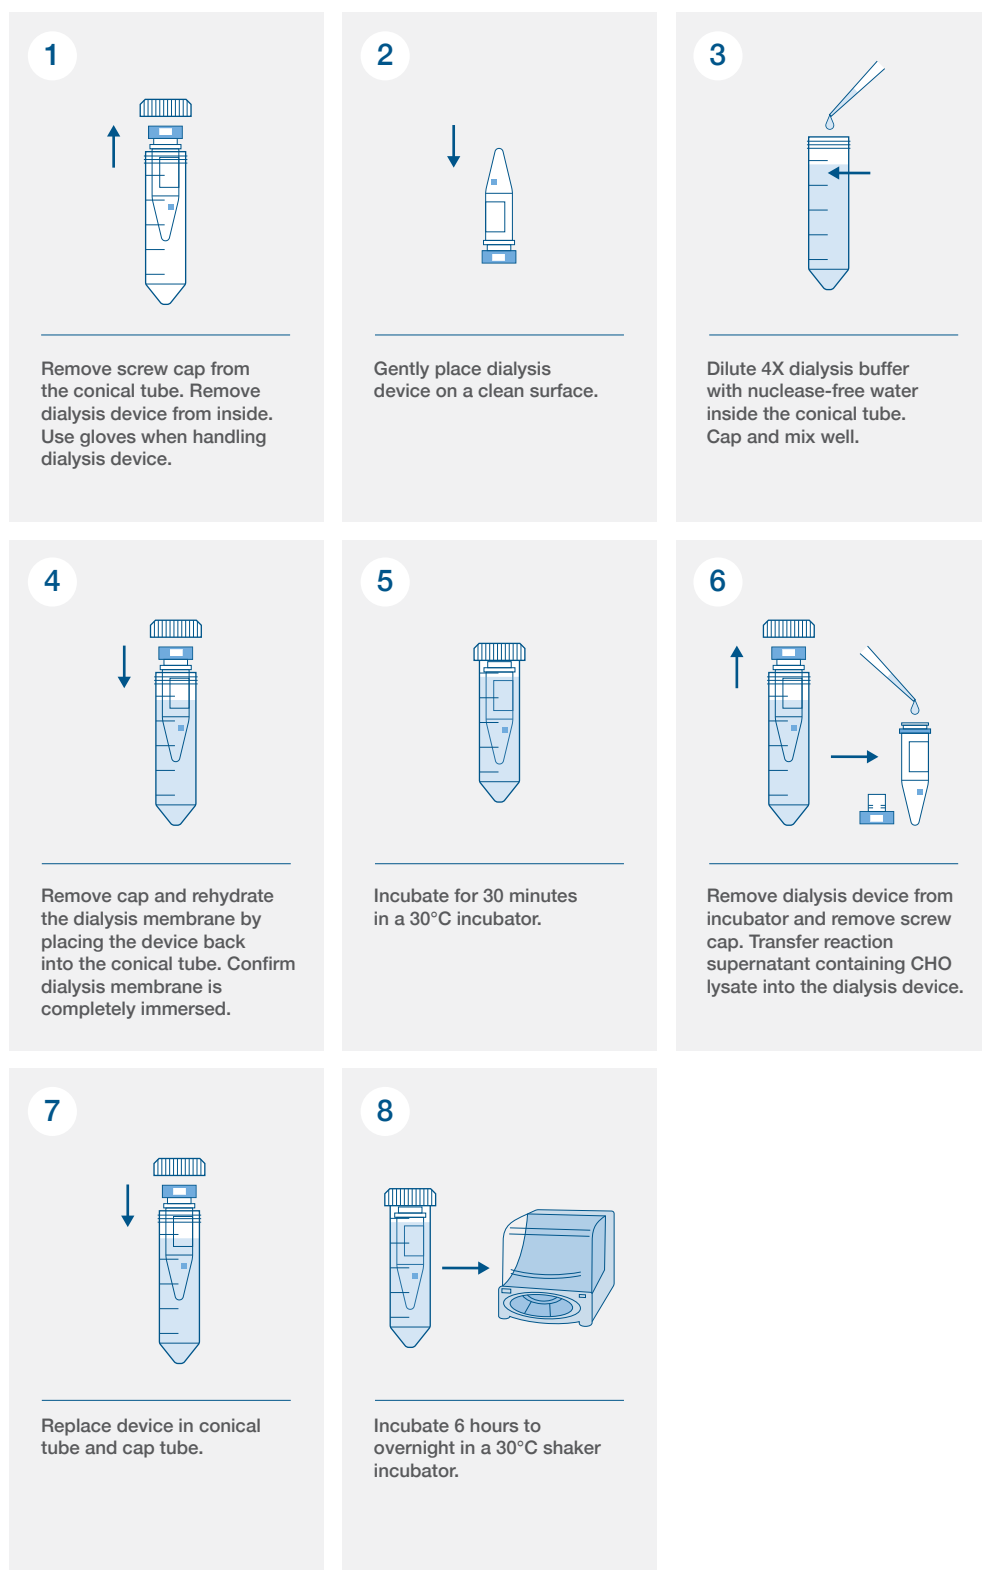 1
Remove screw cap from
the conical tube. Remove
dialysis device from inside.
Use gloves when handling
dialysis device.
2
Gently place dialysis
device on a clean surface.
3
Dilute 4X dialysis buffer
with nuclease-free water
inside the conical tube.
Cap and mix well.
4
Remove cap and rehydrate
the dialysis membrane by
placing the device back
into the conical tube. Confirm
dialysis membrane is
completely immersed.
5
Incubate for 30 minutes
in a 30°C incubator.
6
Remove dialysis device from
incubator and remove screw
cap. Transfer reaction
supernatant containing CHO
lysate into the dialysis device.
7
Replace device in conical
tube and cap tube.
8
Incubate 6 hours to
overnight in a 30°C shaker
incubator.